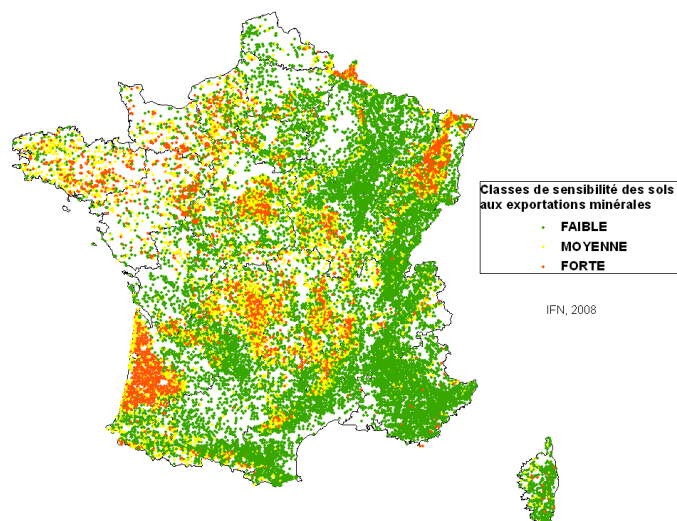 Classes de sensibilité des sols
aux exportations minérales
FAIBLE
MOYENNE
FORTE
IFN, 2008